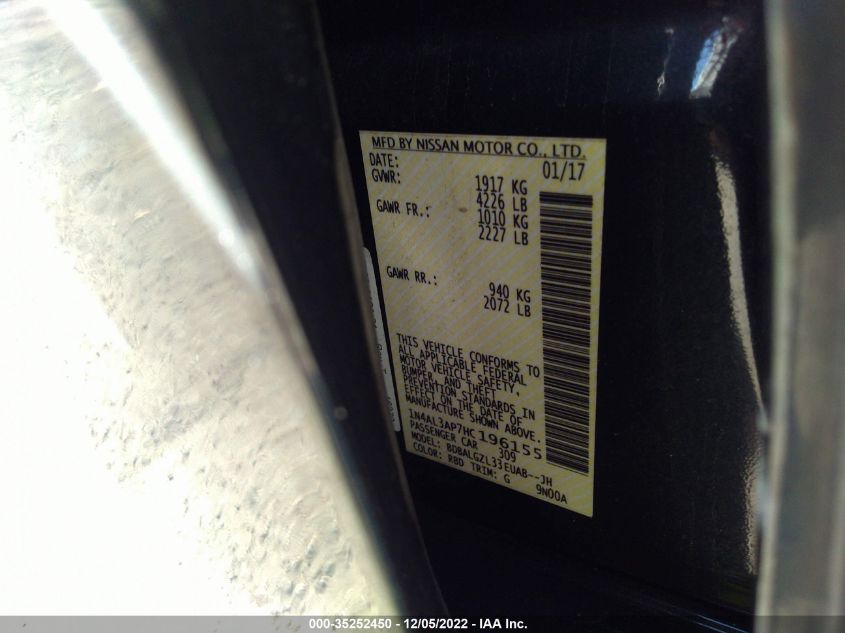 MFD BY NISSAN MOTOR CO., LTD.
DATE: 01/17
GVWR: 1917 KG
4226 LB
GAWR FR.: 1010 KG
2227 LB
GAWR RR.: 940 KG
2072 LB
THIS VEHICLE CONFORMS TO
ALL APPLICABLE FEDERAL
MOTOR VEHICLE SAFETY,
BUMPER, AND THEFT
PREVENTION STANDARDS IN
EFFECT ON THE DATE OF
MANUFACTURE SHOWN ABOVE.
1N4AL3AP7HC196155
PASSENGER CAR 309
MODEL: BDBALGZL33EUAB--JH
COLOR: RBD TRIM: G 9N00A
000-35252450 - 12/05/2022 - IAA Inc.